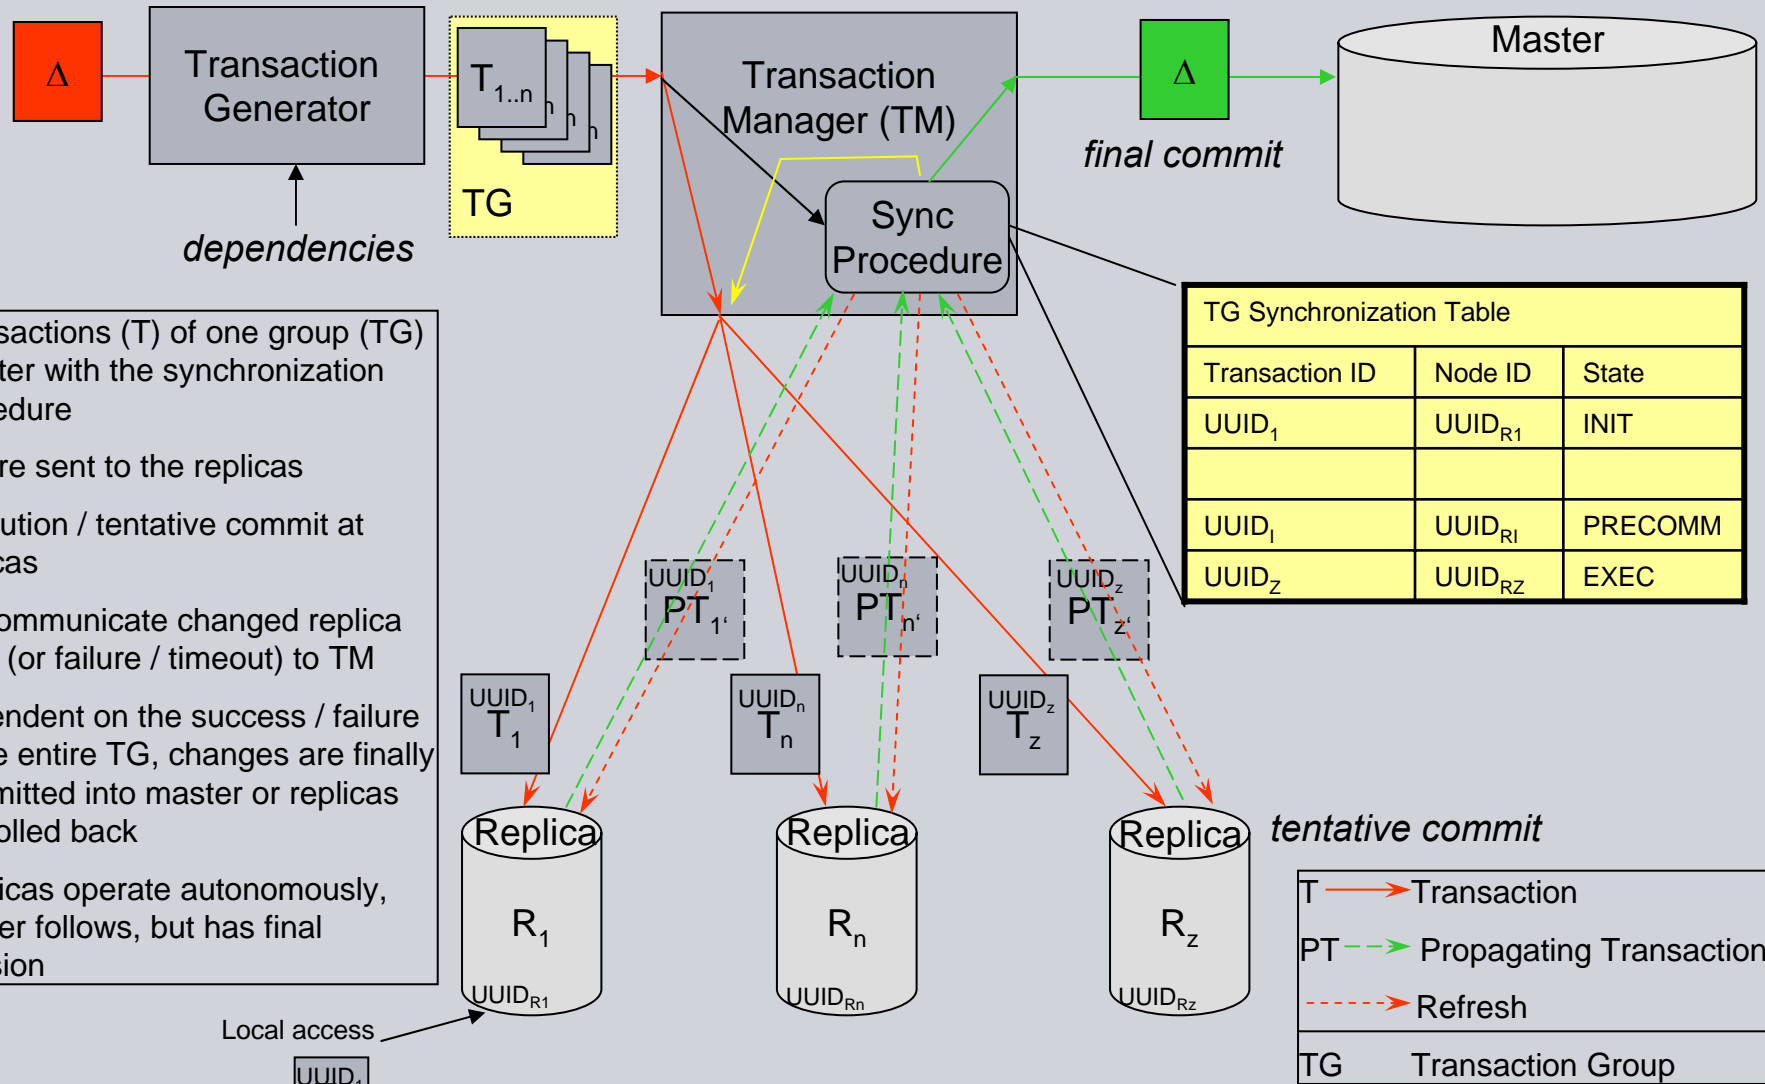 Δ
Transaction
Generator
dependencies
T1..n
n
n
n
TG
Transaction
Manager (TM)
Sync
Procedure
Δ
final commit
Master
sactions (T) of one group (TG)
ter with the synchronization
edure
re sent to the replicas
ution / tentative commit at
cas
ommunicate changed replica
(or failure / timeout) to TM
endent on the success / failure
e entire TG, changes are finally
mitted into master or replicas
olled back
icas operate autonomously,
er follows, but has final
sion
TG Synchronization Table
Transaction ID Node ID State
UUID1 UUIDR1 INIT
UUIDI UUIDRI PRECOMM
UUIDZ UUIDRZ EXEC
UUID1
PT1‘
UUIDn
PTn‘
UUIDz
PTz‘
UUID1
T1
UUIDn
Tn
UUIDz
Tz
Replica
R1
UUIDR1
Replica
Rn
UUIDRn
Replica
Rz
UUIDRz
tentative commit
Local access
UUID1
T Transaction
PT Propagating Transaction
Refresh
TG Transaction Group